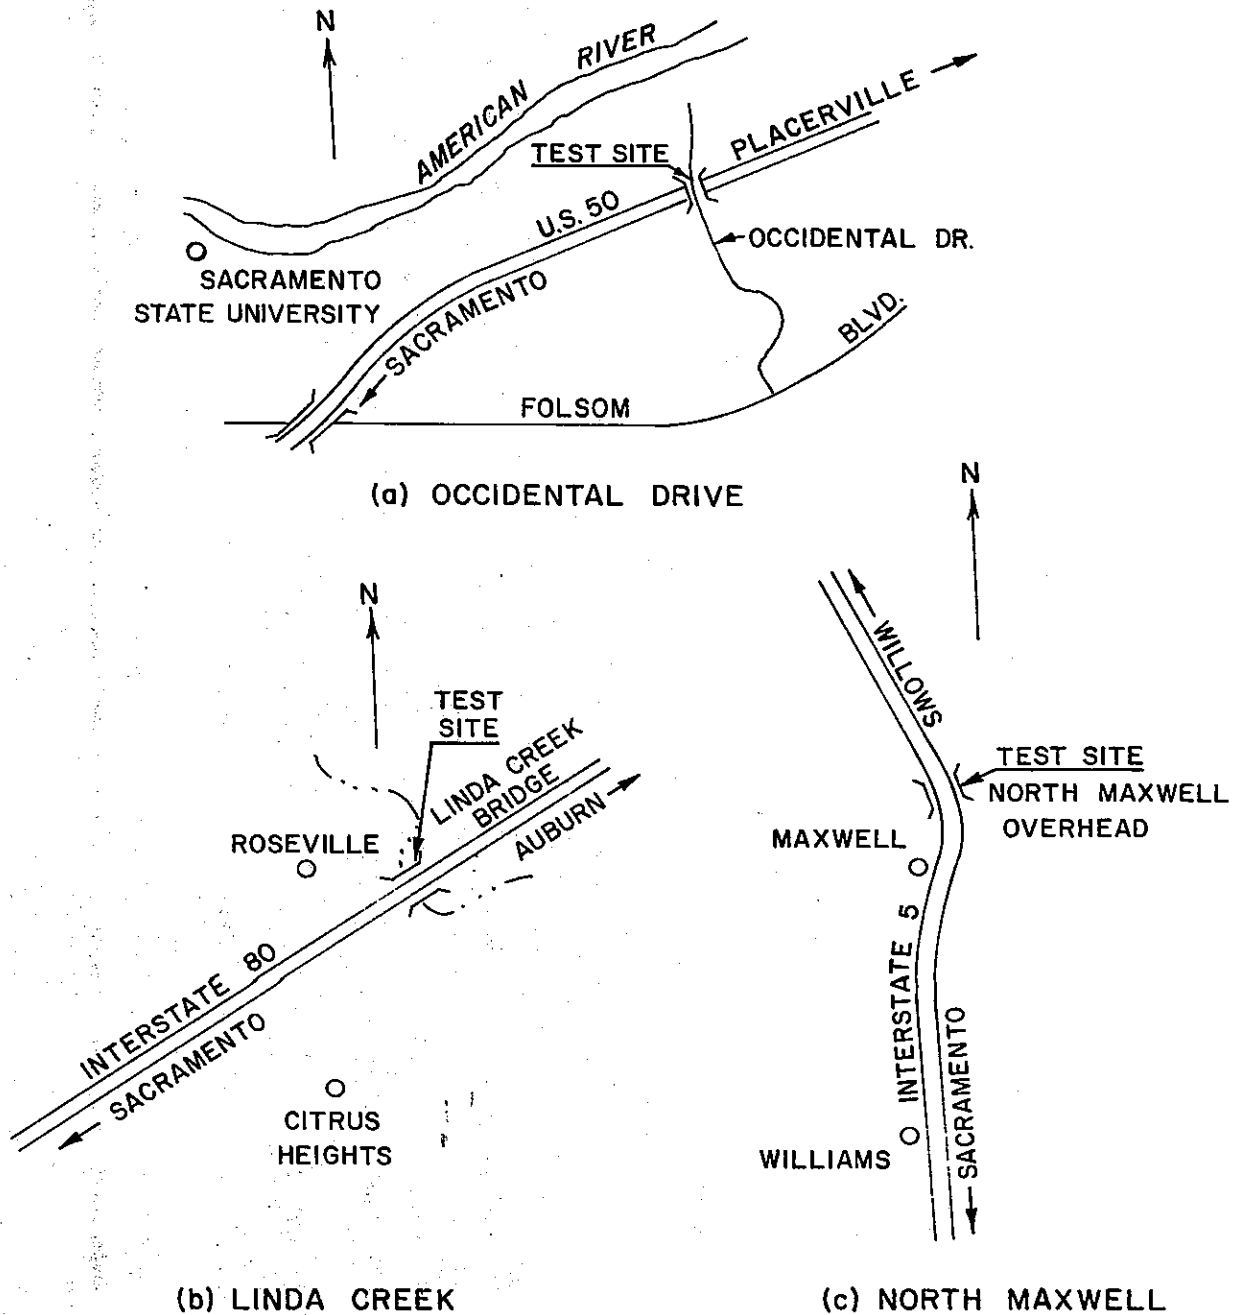 N
AMERICAN RIVER
PLACERVILLE
TEST SITE
U.S. 50
OCCIDENTAL DR.
SACRAMENTO
STATE UNIVERSITY
SACRAMENTO
BLVD.
FOLSOM
(a) OCCIDENTAL DRIVE
N
TEST
SITE
LINDA CREEK
BRIDGE
AUBURN
ROSEVILLE
INTERSTATE 80
SACRAMENTO
CITRUS
HEIGHTS
(b) LINDA CREEK
N
WILLOWS
TEST SITE
NORTH MAXWELL
OVERHEAD
MAXWELL
INTERSTATE 5
SACRAMENTO
WILLIAMS
(c) NORTH MAXWELL